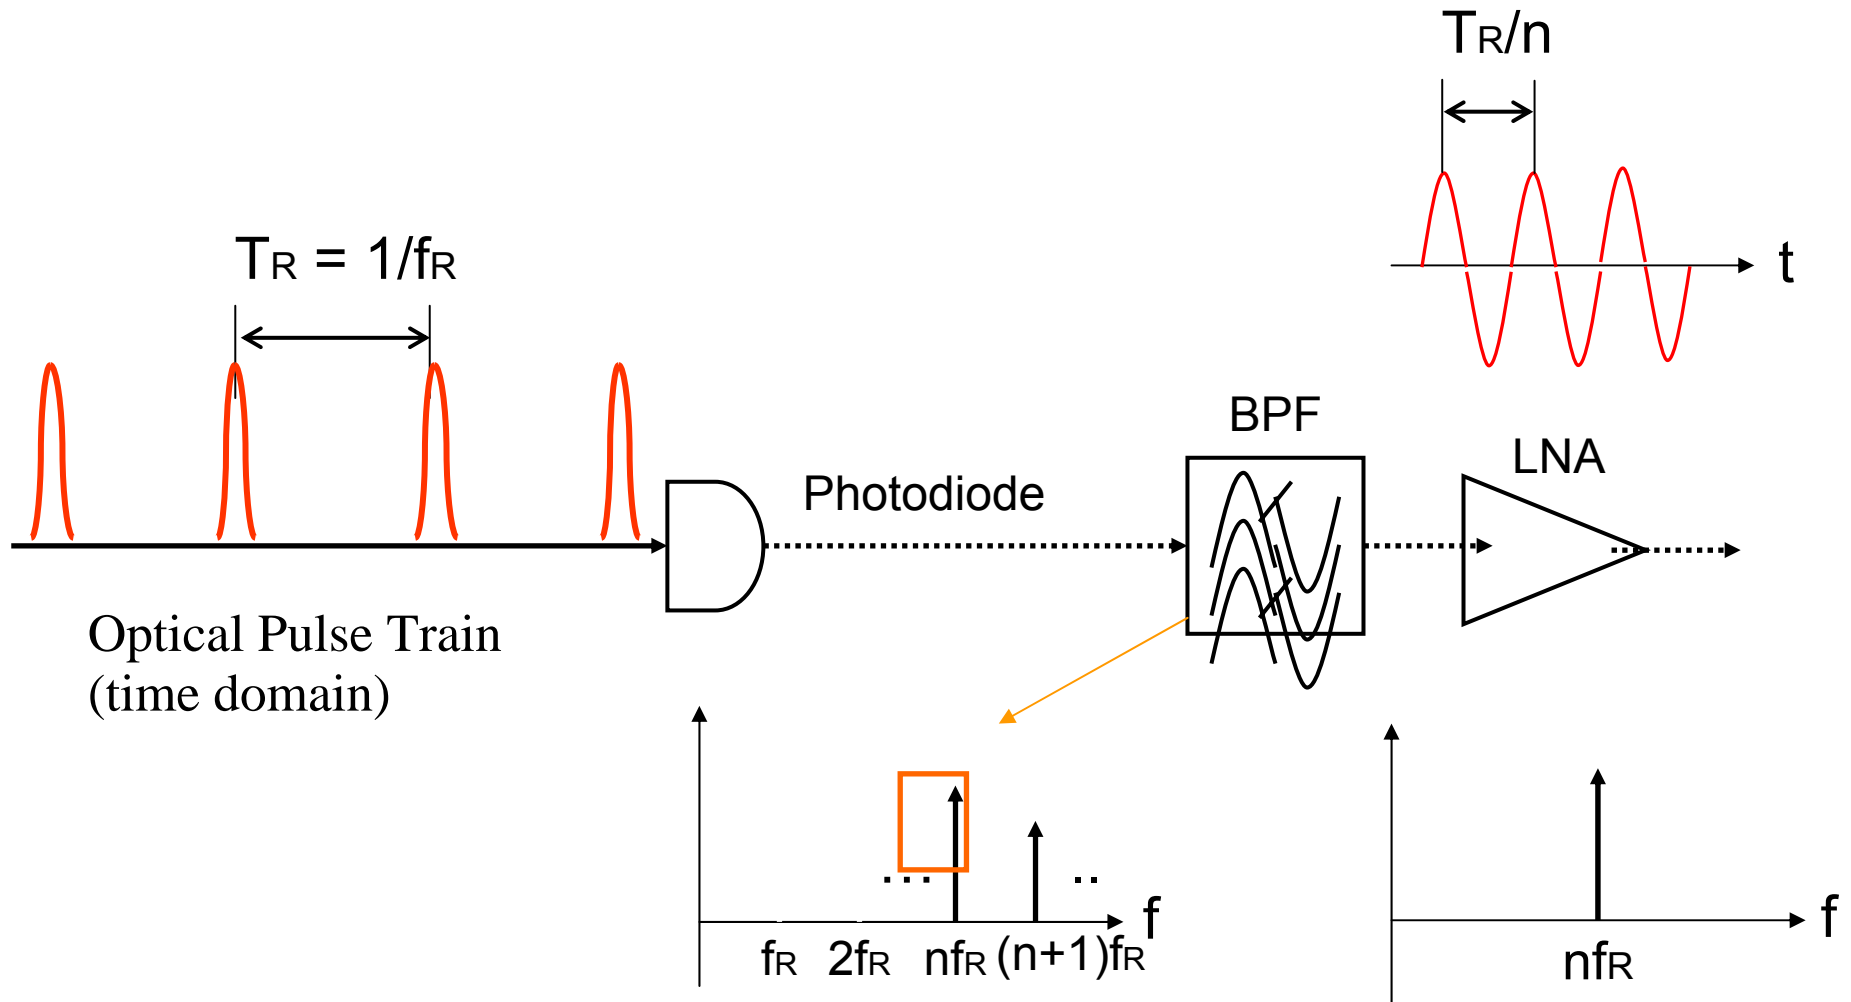 TR/n
TR = 1/fR
t
BPF
LNA
Photodiode
Optical Pulse Train
(time domain)
... ..
f
f
fR 2fR nfR (n+1)fR
nfR